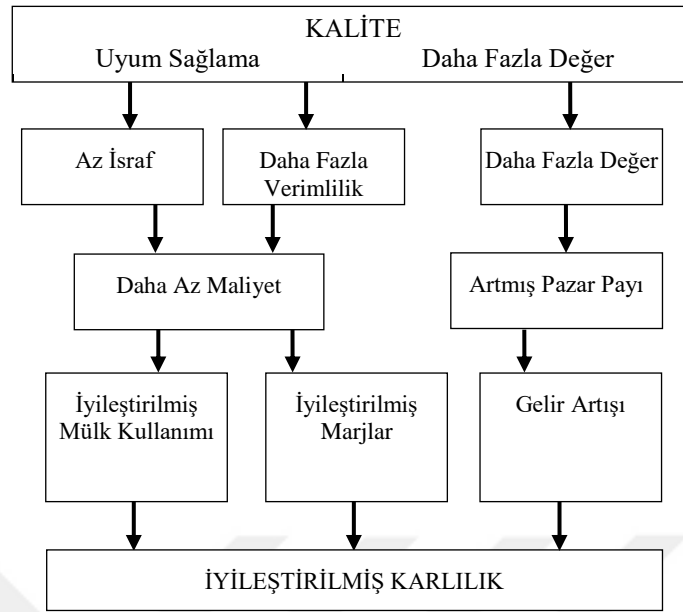 KALİTE
Uyum Sağlama Daha Fazla Değer
Az İsraf
Daha Fazla
Verimlilik
Daha Fazla Değer
Daha Az Maliyet
Artmış Pazar Payı
İyileştirilmiş
Mülk Kullanımı
İyileştirilmiş
Marjlar
Gelir Artışı
İYİLEŞTİRİLMİŞ KARLILIK